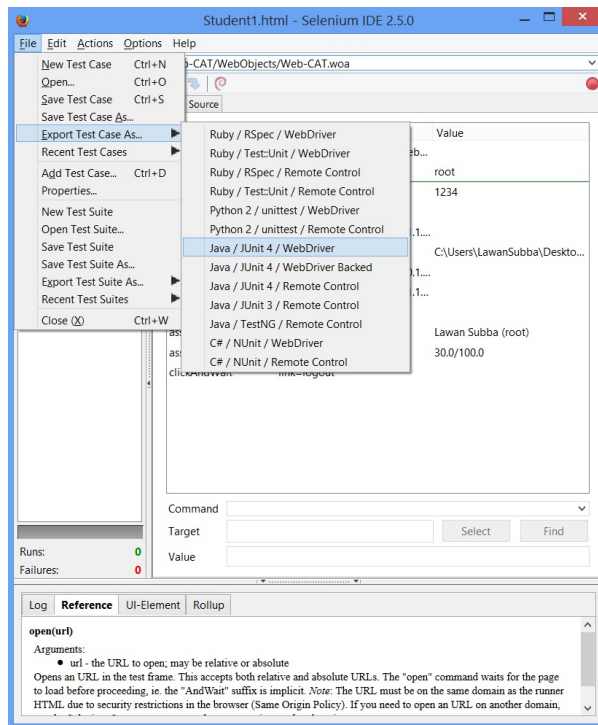 Student1.html - Selenium IDE 2.5.0
File Edit Actions Options Help
-CAT/WebObjects/Web-CAT.woa
New Test Case Ctrl+N
Open... Ctrl+O
Save Test Case Ctrl+S
Save Test Case As...
Export Test Case As...
Recent Test Cases
Add Test Case... Ctrl+D
Properties...
New Test Suite
Open Test Suite...
Save Test Suite
Save Test Suite As...
Export Test Suite As...
Recent Test Suites
Close (X) Ctrl+W
Source
Ruby / RSpec / WebDriver
Ruby / Test::Unit / WebDriver
Ruby / RSpec / Remote Control
Ruby / Test::Unit / Remote Control
Python 2 / unittest / WebDriver
Python 2 / unittest / Remote Control
Java / JUnit 4 / WebDriver
Java / JUnit 4 / WebDriver Backed
Java / JUnit 4 / Remote Control
Java / JUnit 3 / Remote Control
Java / TestNG / Remote Control
C# / NUnit / WebDriver
C# / NUnit / Remote Control
Value
eb...
root
1234
.1....
C:\Users\LawanSubba\Deskto...
0.1....
.1...
as
Lawan Subba (root)
as
30.0/100.0
clickAndWait link=logout
Command
Target Select Find
Value
Runs: 0
Failures: 0
Log Reference UI-Element Rollup
open(url)
Arguments:
• url - the URL to open; may be relative or absolute
Opens an URL in the test frame. This accepts both relative and absolute URLs. The "open" command waits for the page
to load before proceeding, ie. the "AndWait" suffix is implicit. Note: The URL must be on the same domain as the runner
HTML due to security restrictions in the browser (Same Origin Policy). If you need to open an URL on another domain,